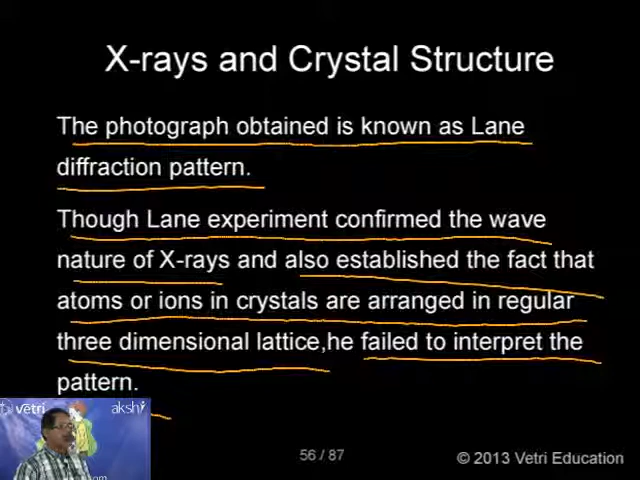 X-rays and Crystal Structure
The photograph obtained is known as Lane
diffraction pattern.
Though Lane experiment confirmed the wave
nature of X-rays and also established the fact that
atoms or ions in crystals are arranged in regular
three dimensional lattice,he failed to interpret the
pattern.
vetri
akshi
56 / 87
© 2013 Vetri Education